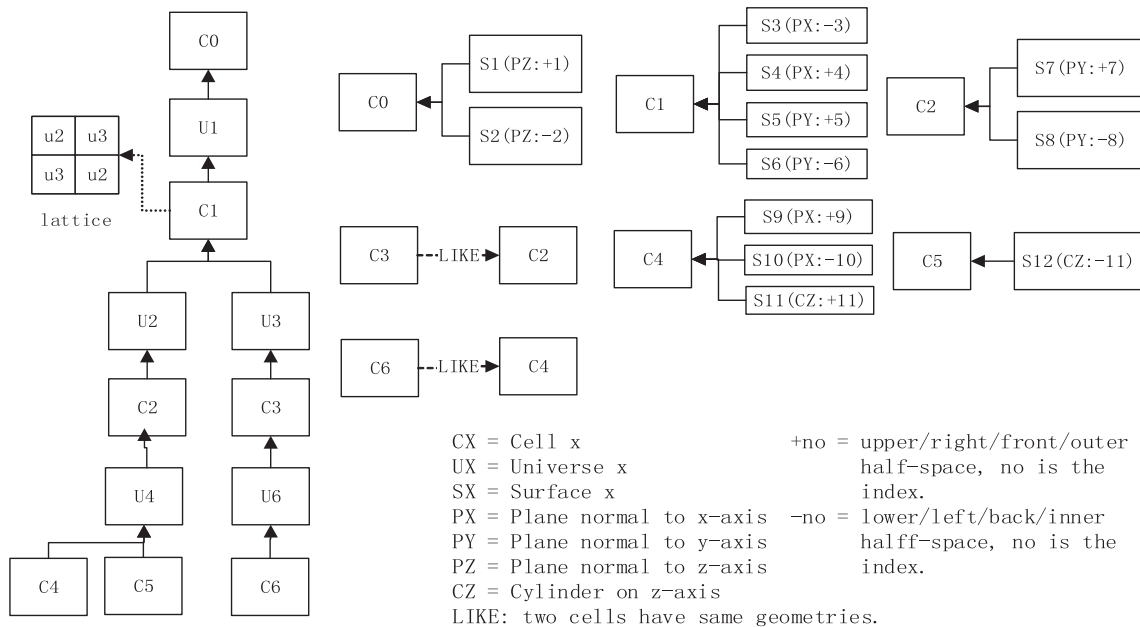 C0
U1
u2 u3
u3 u2
lattice
C1
U2 U3
C2 C3
U4 U6
C4 C5 C6
C0
S1(PZ:+1)
S2(PZ:-2)
C1
S3(PX:-3)
S4(PX:+4)
S5(PY:+5)
S6(PY:-6)
C2
S7(PY:+7)
S8(PY:-8)
C3 LIKE C2
C4
S9(PX:+9)
S10(PX:-10)
S11(CZ:+11)
C5
S12(CZ:-11)
C6 LIKE C4
CX = Cell x
UX = Universe x
SX = Surface x
PX = Plane normal to x-axis
PY = Plane normal to y-axis
PZ = Plane normal to z-axis
CZ = Cylinder on z-axis
LIKE: two cells have same geometries.
+no = upper/right/front/outer
half-space, no is the
index.
-no = lower/left/back/inner
halff-space, no is the
index.